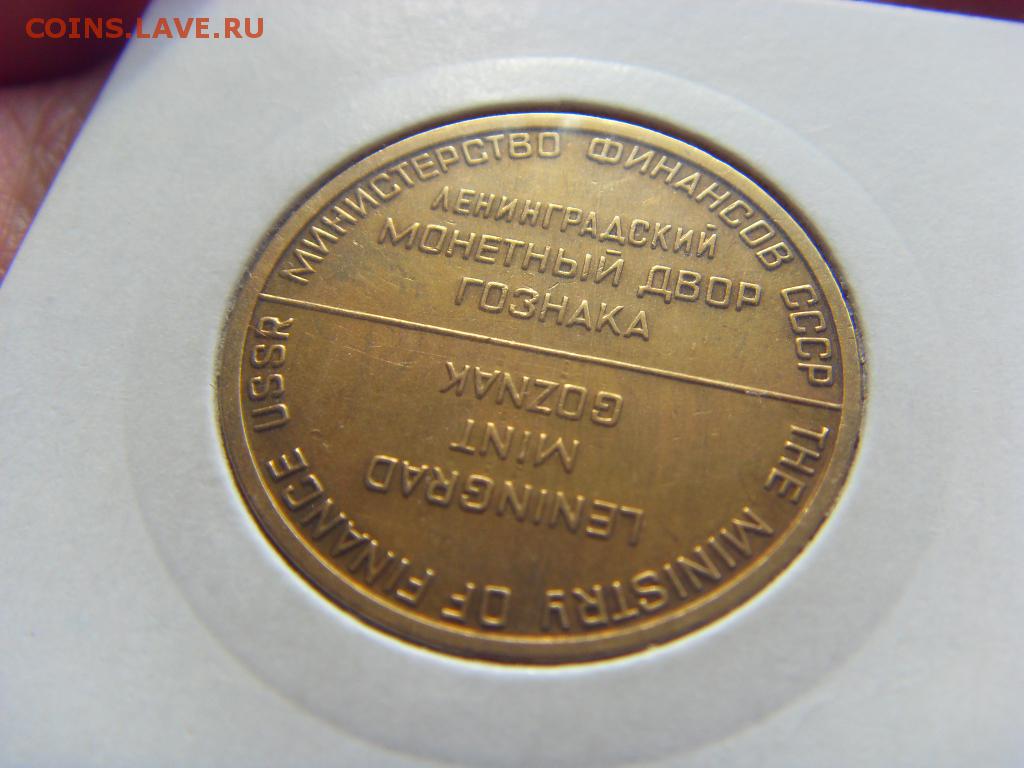 COINS.LAVE.RU
МИНИСТЕРСТВО ФИНАНСОВ СССР
ЛЕНИНГРАДСКИЙ
МОНЕТНЫЙ ДВОР
ГОЗНАКА
THE MINISTRY OF FINANCE USSR
LENINGRAD
MINT
GOZNAK